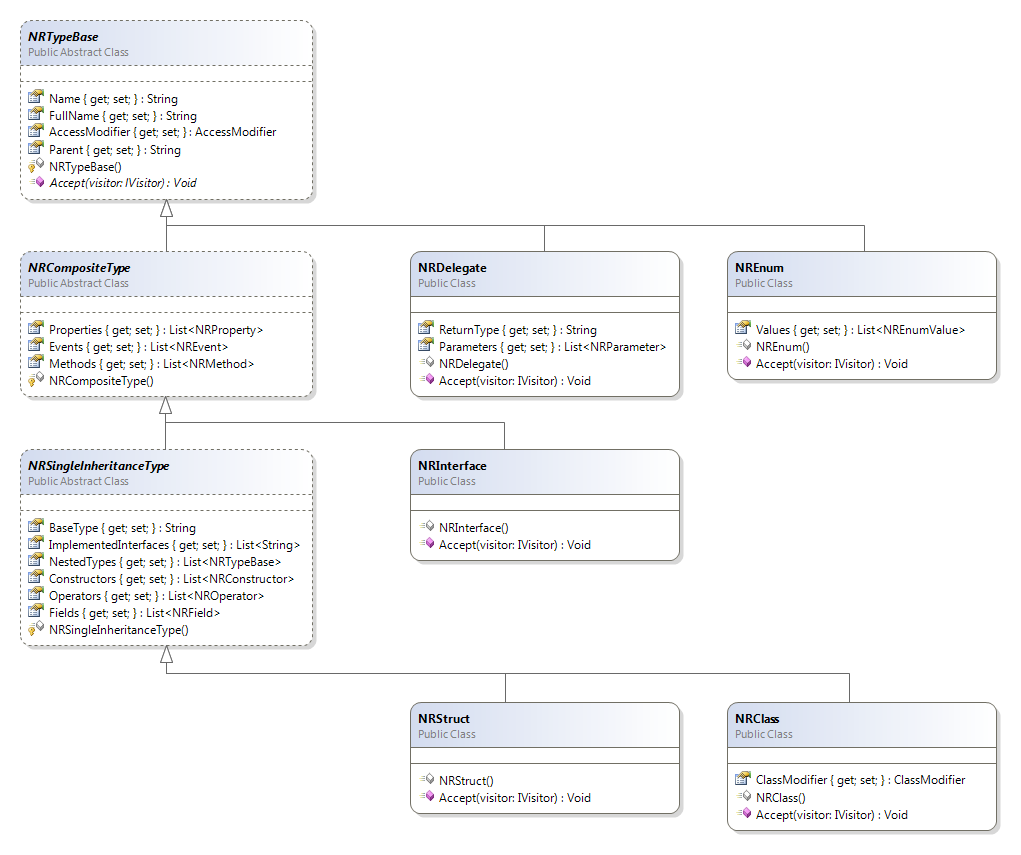 NRTypeBase
Public Abstract Class
Name { get; set; } : String
FullName { get; set; } : String
AccessModifier { get; set; } : AccessModifier
Parent { get; set; } : String
NRTypeBase()
Accept(visitor: IVisitor) : Void
NRCompositeType
Public Abstract Class
Properties { get; set; } : List<NRProperty>
Events { get; set; } : List<NREvent>
Methods { get; set; } : List<NRMethod>
NRCompositeType()
NRDelegate
Public Class
ReturnType { get; set; } : String
Parameters { get; set; } : List<NRParameter>
NRDelegate()
Accept(visitor: IVisitor) : Void
NREnum
Public Class
Values { get; set; } : List<NREnumValue>
NREnum()
Accept(visitor: IVisitor) : Void
NRSingleInheritanceType
Public Abstract Class
BaseType { get; set; } : String
ImplementedInterfaces { get; set; } : List<String>
NestedTypes { get; set; } : List<NRTypeBase>
Constructors { get; set; } : List<NRConstructor>
Operators { get; set; } : List<NROperator>
Fields { get; set; } : List<NRField>
NRSingleInheritanceType()
NRInterface
Public Class
NRInterface()
Accept(visitor: IVisitor) : Void
NRStruct
Public Class
NRStruct()
Accept(visitor: IVisitor) : Void
NRClass
Public Class
ClassModifier { get; set; } : ClassModifier
NRClass()
Accept(visitor: IVisitor) : Void